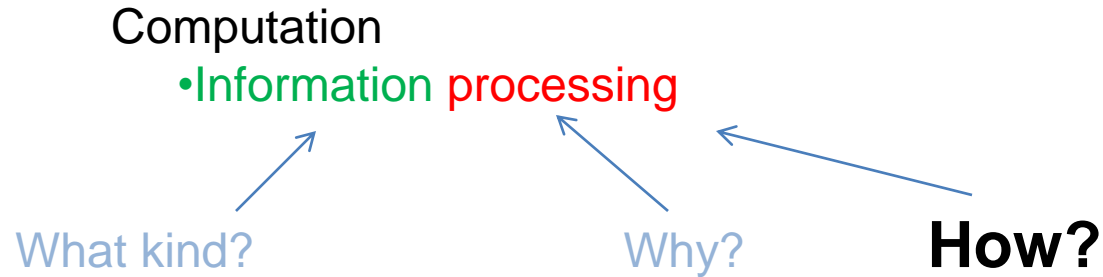 Computation
•Information processing
What kind? Why? How?